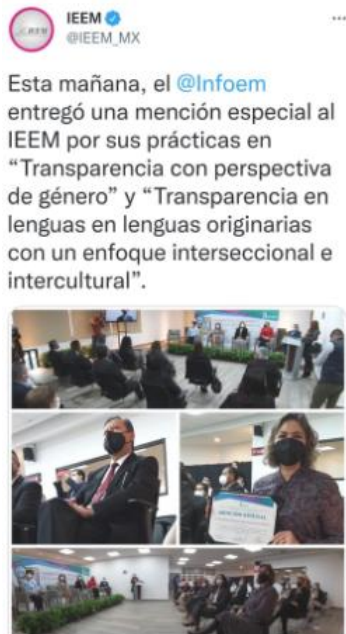 IEEM
@IEEM_MX
Esta mañana, el @Infoem
entregó una mención especial al
IEEM por sus prácticas en
“Transparencia con perspectiva
de género” y “Transparencia en
lenguas en lenguas originarias
con un enfoque interseccional e
intercultural”.
MENCIÓN ESPECIAL